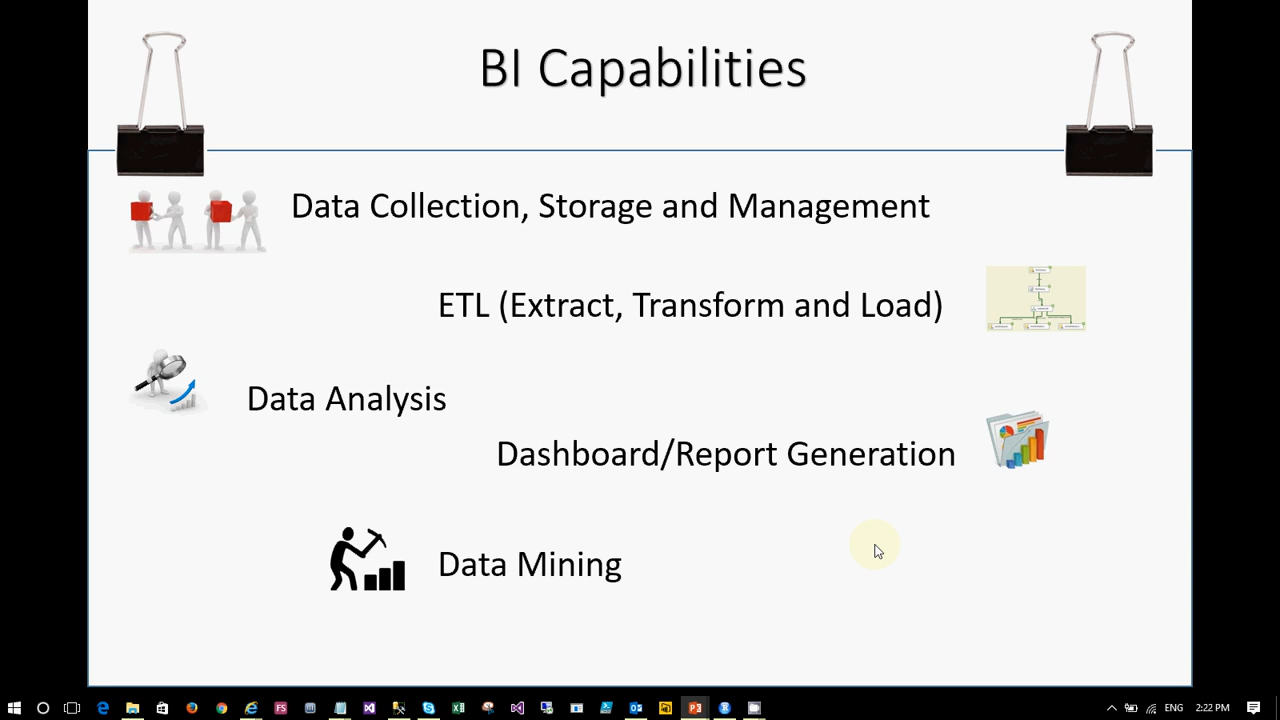 BI Capabilities
Data Collection, Storage and Management
ETL (Extract, Transform and Load)
Data Analysis
Dashboard/Report Generation
Data Mining
ENG 2:22 PM